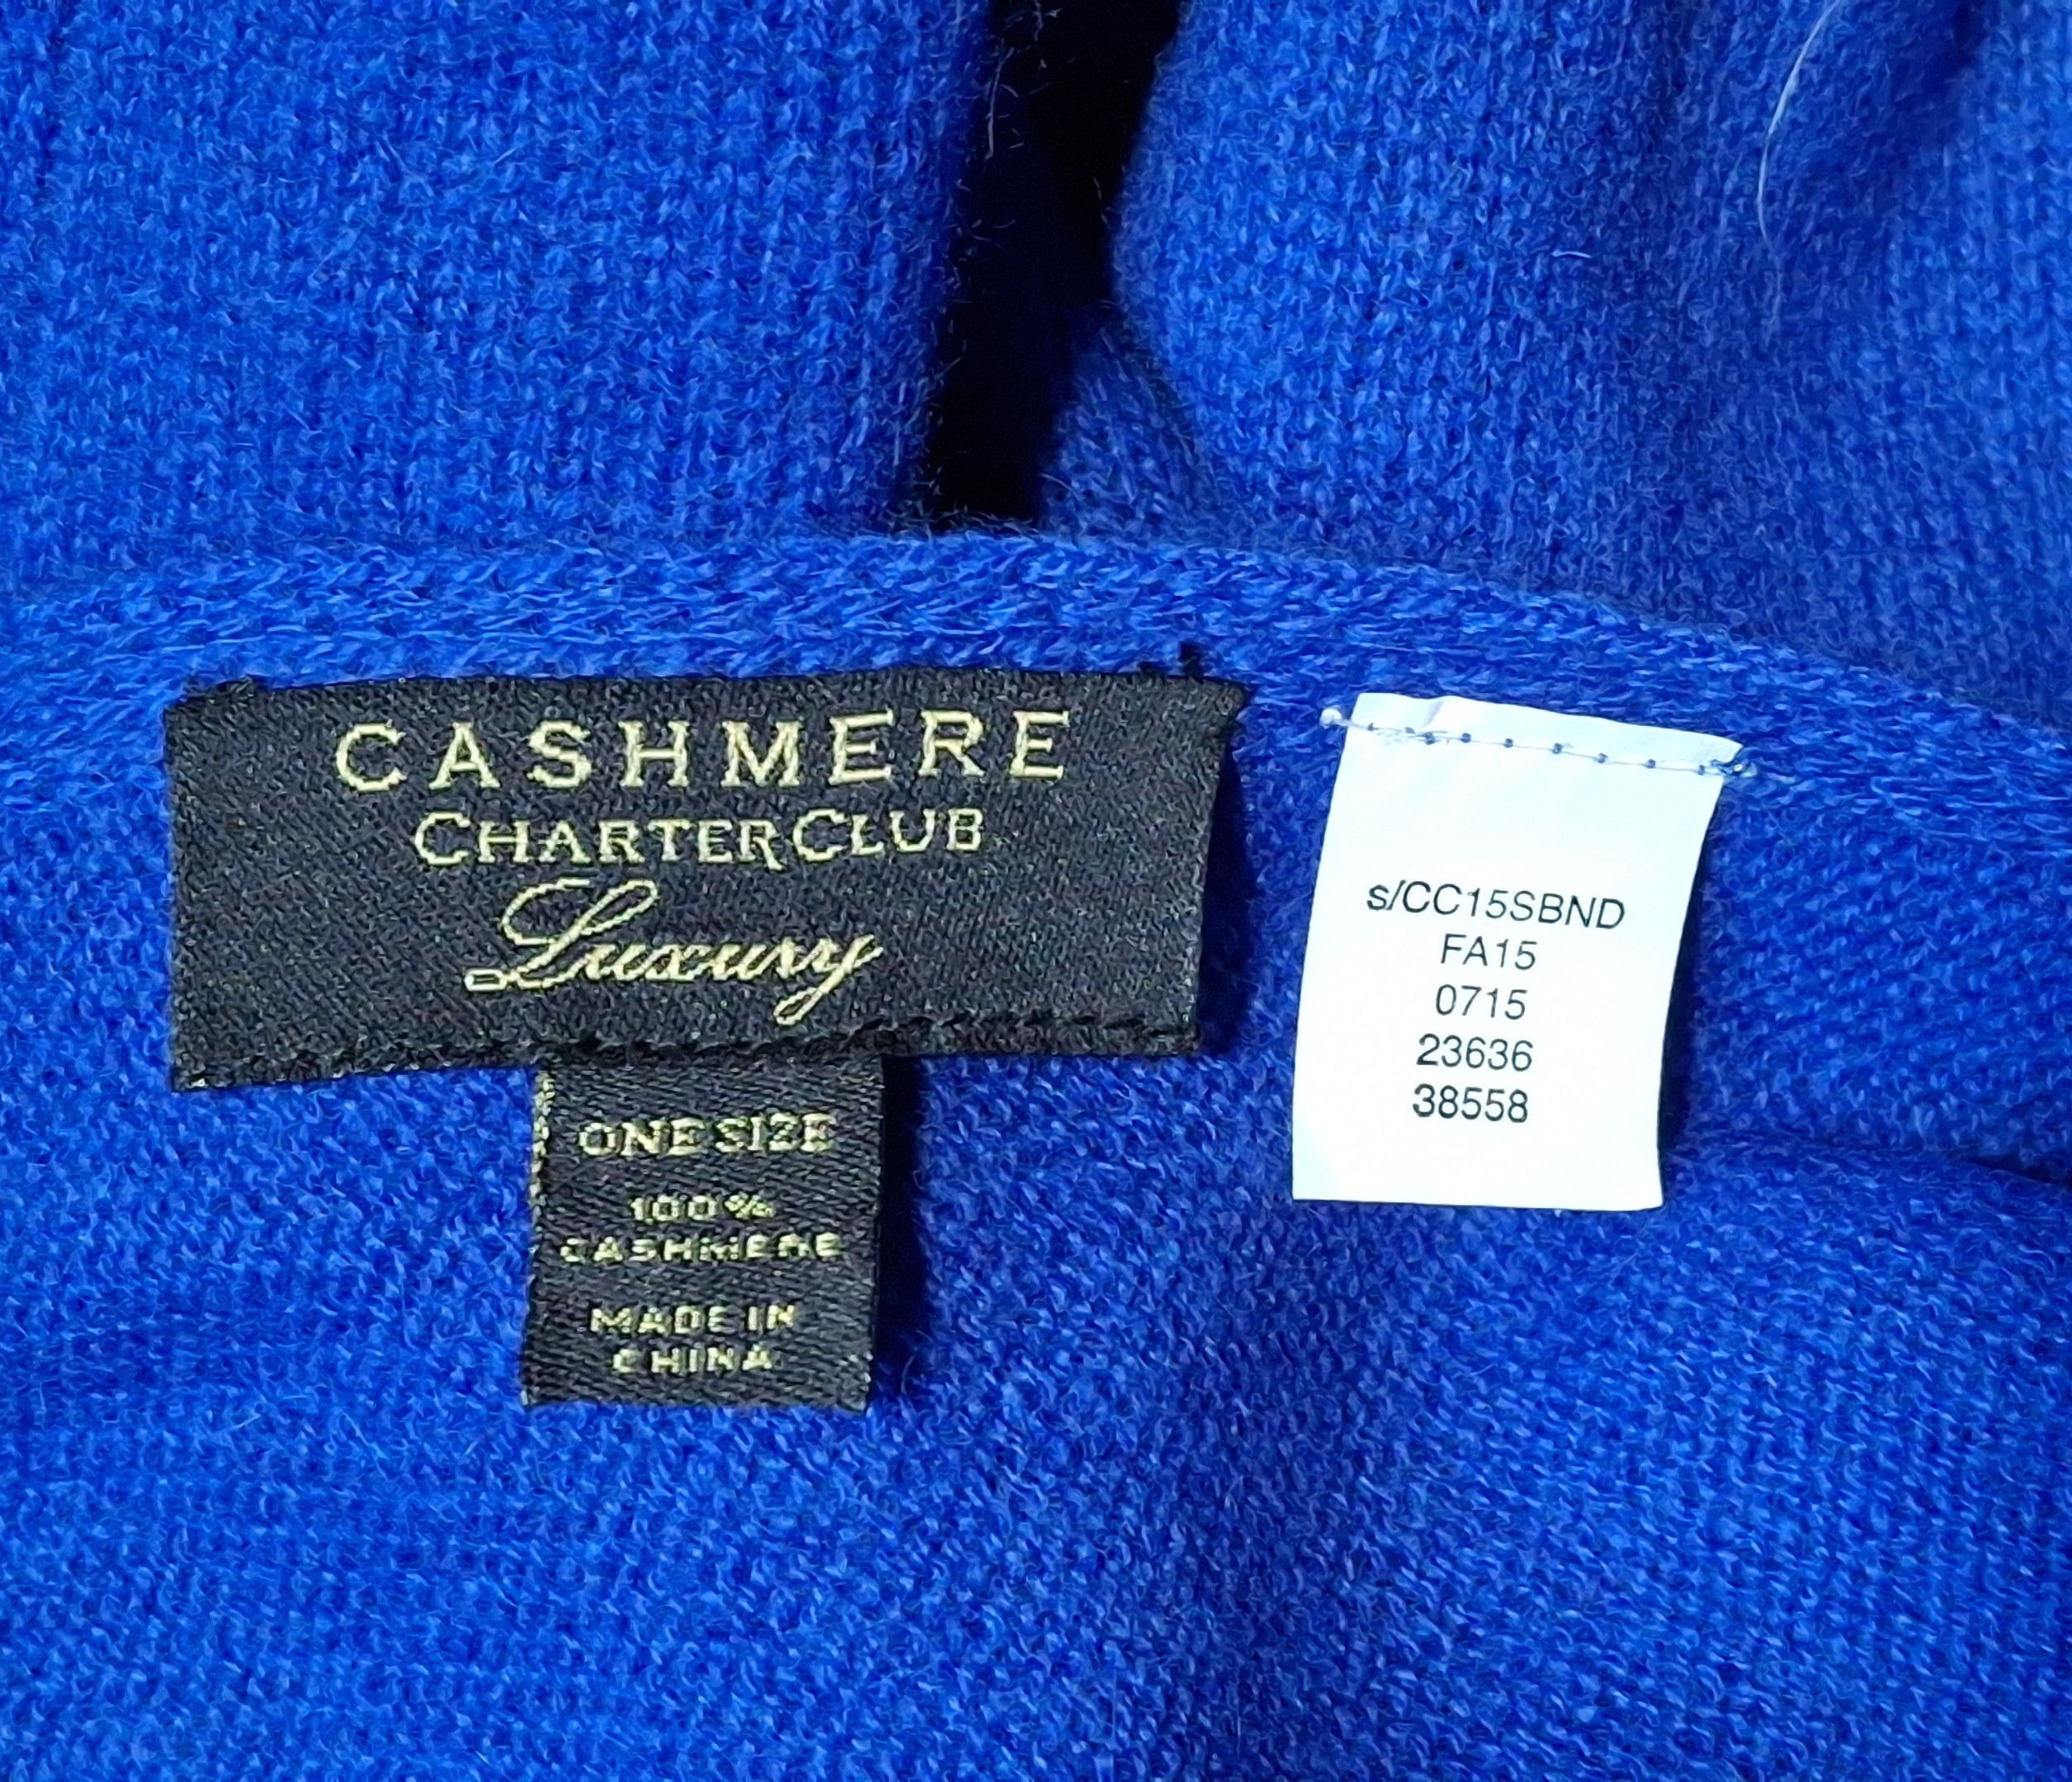 CASHMERE
CHARTER CLUB
Luxury
ONE SIZE
100%
CASHMERE
MADE IN
CHINA
s/CC15SBND
FA15
0715
23636
38558